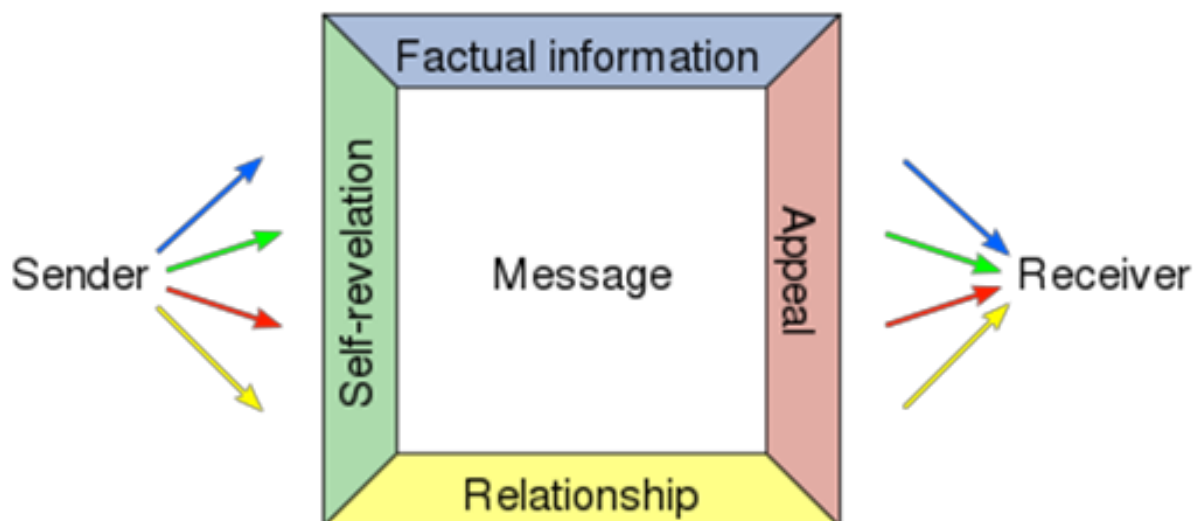 Factual information
Self-revelation
Sender
Message
Appeal
Receiver
Relationship